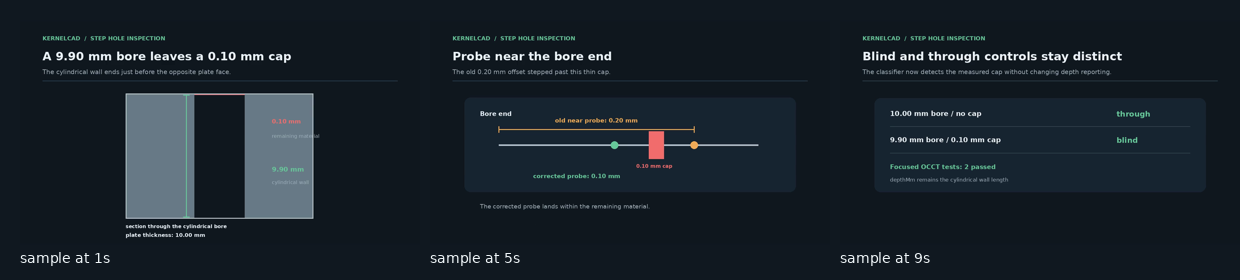 KERNELCAD / STEP HOLE INSPECTION
A 9.90 mm bore leaves a 0.10 mm cap
The cylindrical wall ends just before the opposite plate face.
0.10 mm
remaining material
9.90 mm
cylindrical wall
section through the cylindrical bore
plate thickness: 10.00 mm
sample at 1s
KERNELCAD / STEP HOLE INSPECTION
Probe near the bore end
The old 0.20 mm offset stepped past this thin cap.
Bore end
old near probe: 0.20 mm
0.10 mm cap
corrected probe: 0.10 mm
The corrected probe lands within the remaining material.
sample at 5s
KERNELCAD / STEP HOLE INSPECTION
Blind and through controls stay distinct
The classifier now detects the measured cap without changing depth reporting.
10.00 mm bore / no cap
through
9.90 mm bore / 0.10 mm cap
blind
Focused OCCT tests: 2 passed
depthMm remains the cylindrical wall length
sample at 9s